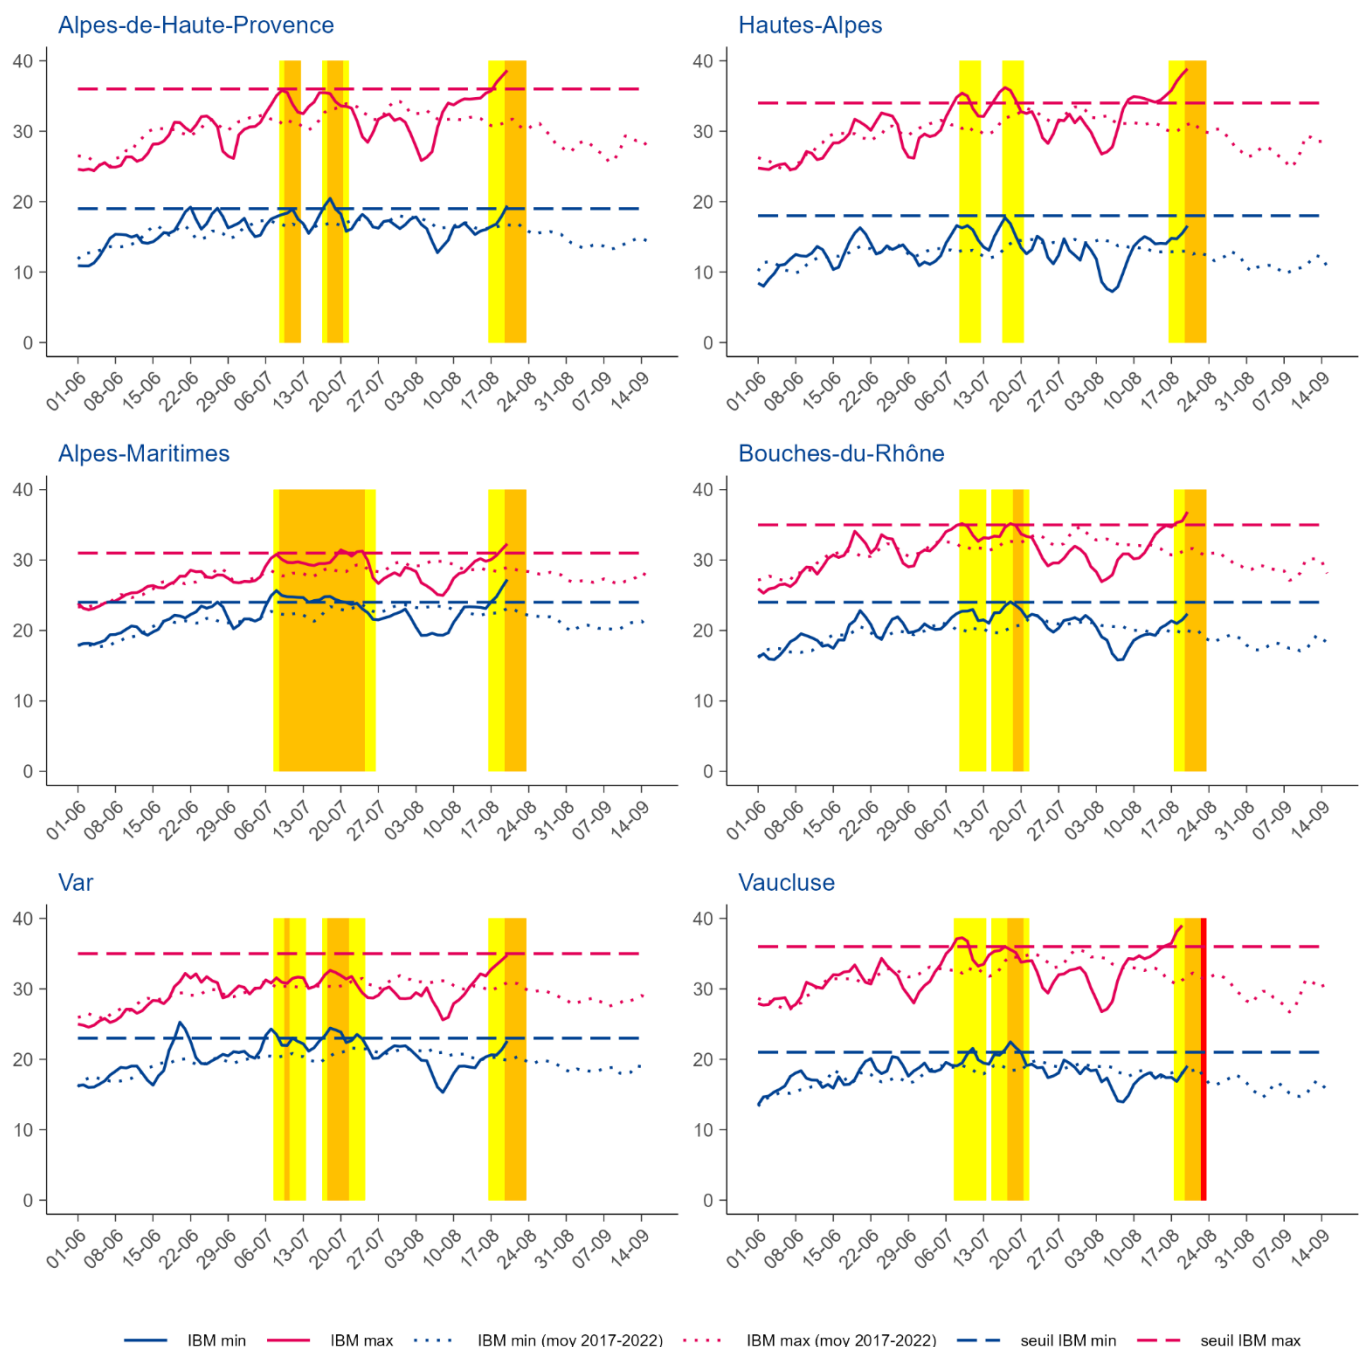 Alpes-de-Haute-Provence
Hautes-Alpes
40
30
20
10
0
01-06 08-06 15-06 22-06 29-06 06-07 13-07 20-07 27-07 03-08 10-08 17-08 24-08 31-08 07-09 14-09
40
30
20
10
0
01-06 08-06 15-06 22-06 29-06 06-07 13-07 20-07 27-07 03-08 10-08 17-08 24-08 31-08 07-09 14-09
Alpes-Maritimes
Bouches-du-Rhône
40
30
20
10
0
01-06 08-06 15-06 22-06 29-06 06-07 13-07 20-07 27-07 03-08 10-08 17-08 24-08 31-08 07-09 14-09
40
30
20
10
0
01-06 08-06 15-06 22-06 29-06 06-07 13-07 20-07 27-07 03-08 10-08 17-08 24-08 31-08 07-09 14-09
Var
Vaucluse
40
30
20
10
0
01-06 08-06 15-06 22-06 29-06 06-07 13-07 20-07 27-07 03-08 10-08 17-08 24-08 31-08 07-09 14-09
40
30
20
10
0
01-06 08-06 15-06 22-06 29-06 06-07 13-07 20-07 27-07 03-08 10-08 17-08 24-08 31-08 07-09 14-09
IBM min IBM max IBM min (moy 2017-2022) IBM max (moy 2017-2022) seuil IBM min seuil IBM max